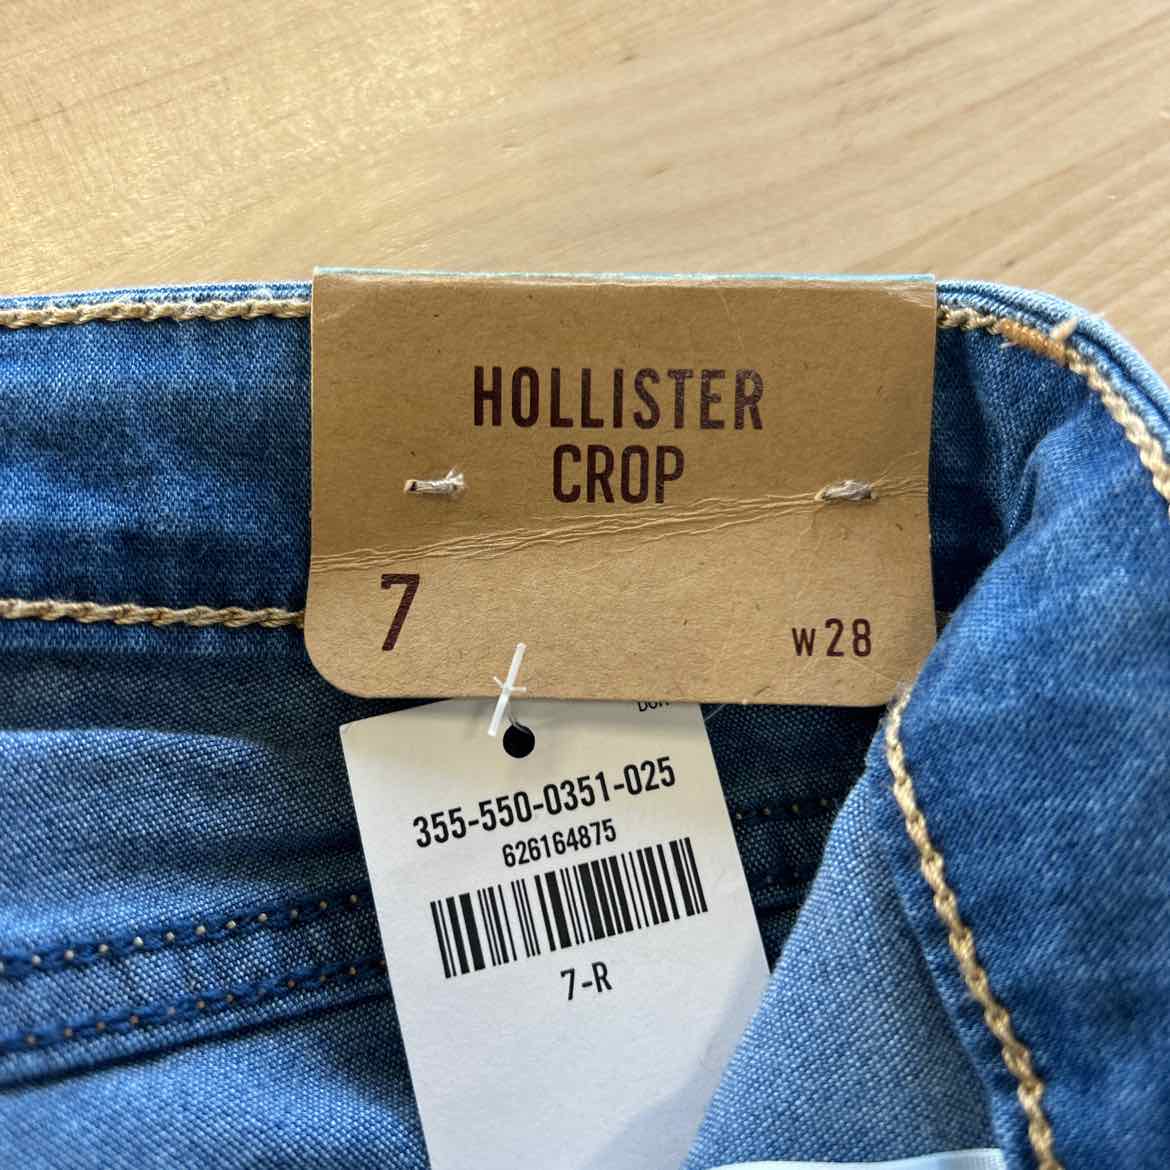 HOLLISTER
CROP
7
w28
355-550-0351-025
626164875
7-R